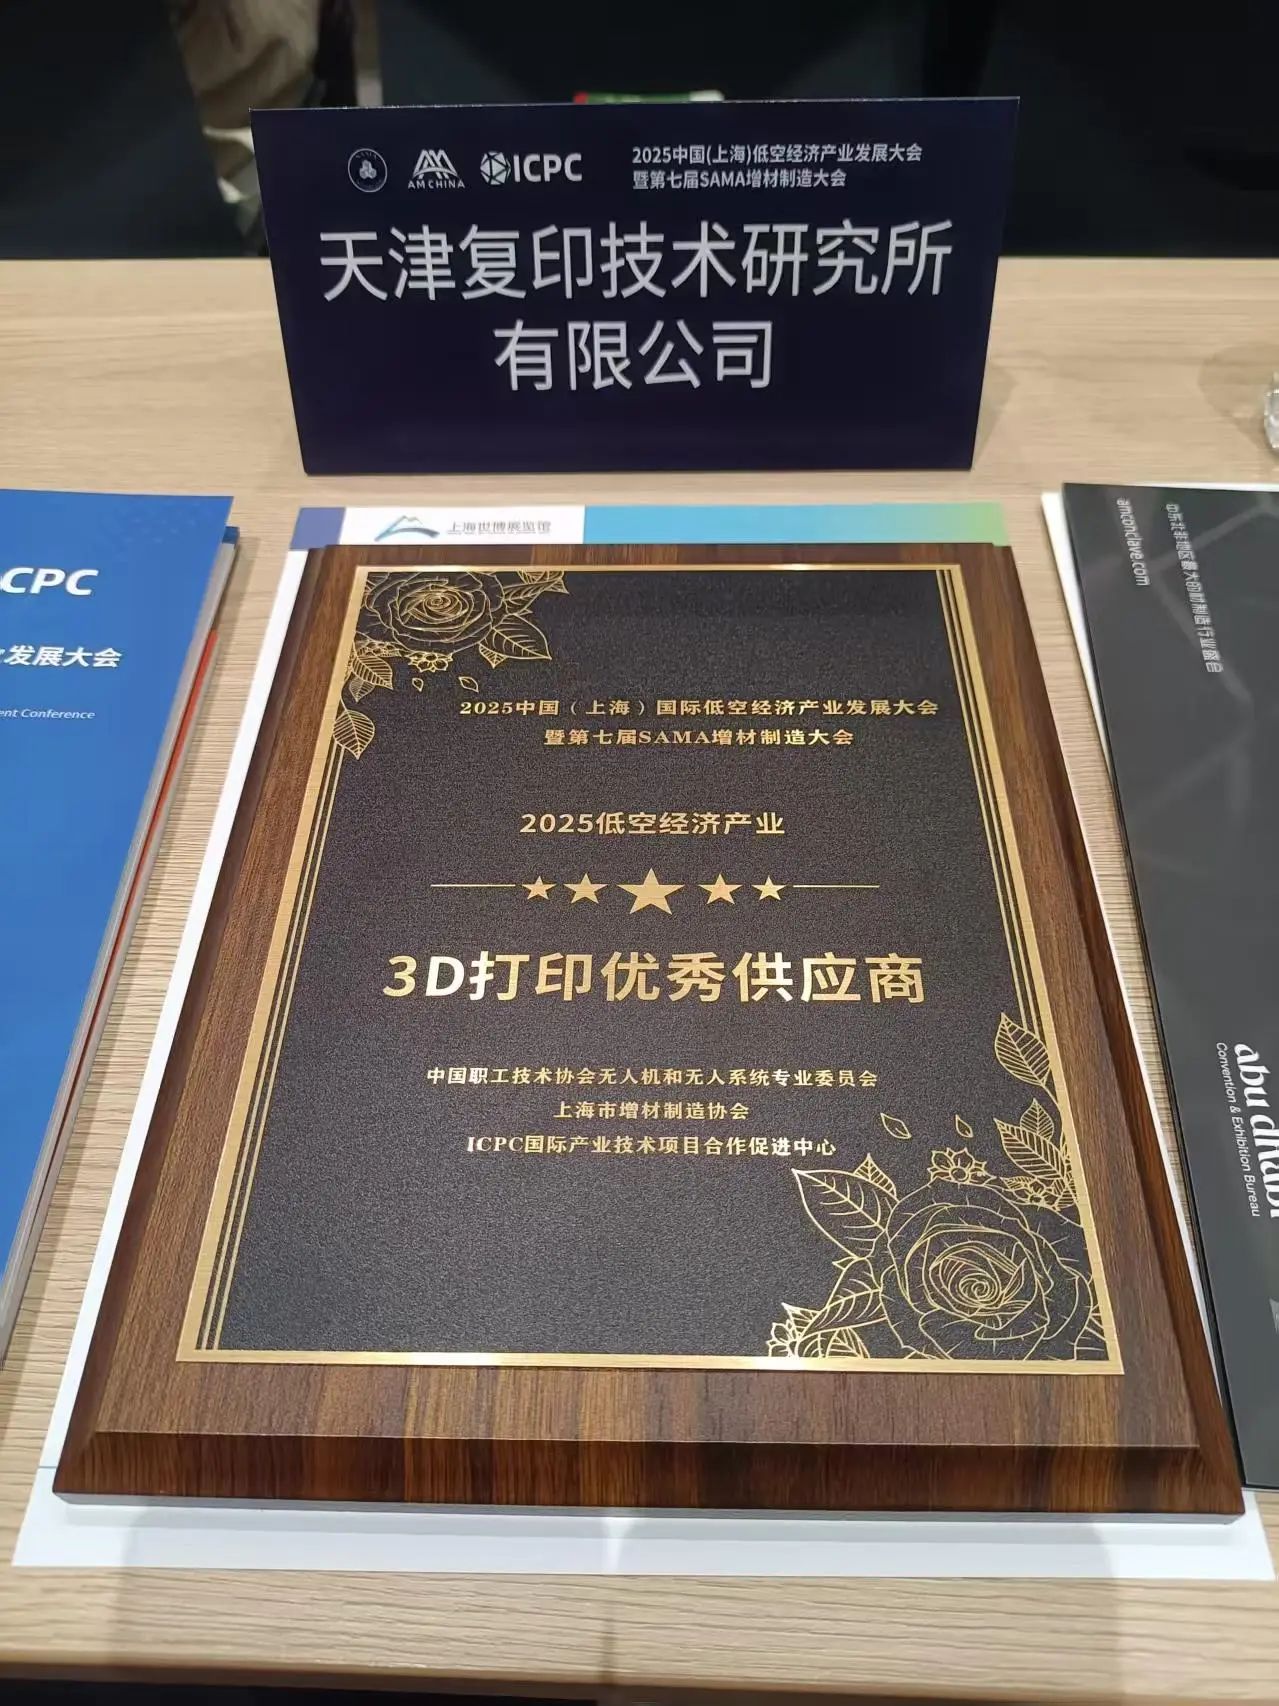 AM CHINA
ICPC
2025中国(上海)低空经济产业发展大会
暨第七届SAMA增材制造大会
天津复印技术研究所
有限公司
上海世博展览馆
CPC
发展大会
ent Conference
2025中国（上海）国际低空经济产业发展大会
暨第七届SAMA增材制造大会
2025低空经济产业
3D打印优秀供应商
中国职工技术协会无人机和无人系统专业委员会
上海市增材制造协会
ICPC国际产业技术项目合作促进中心
amconclave.com
abu dhabi
Convention & Exhibition Bureau